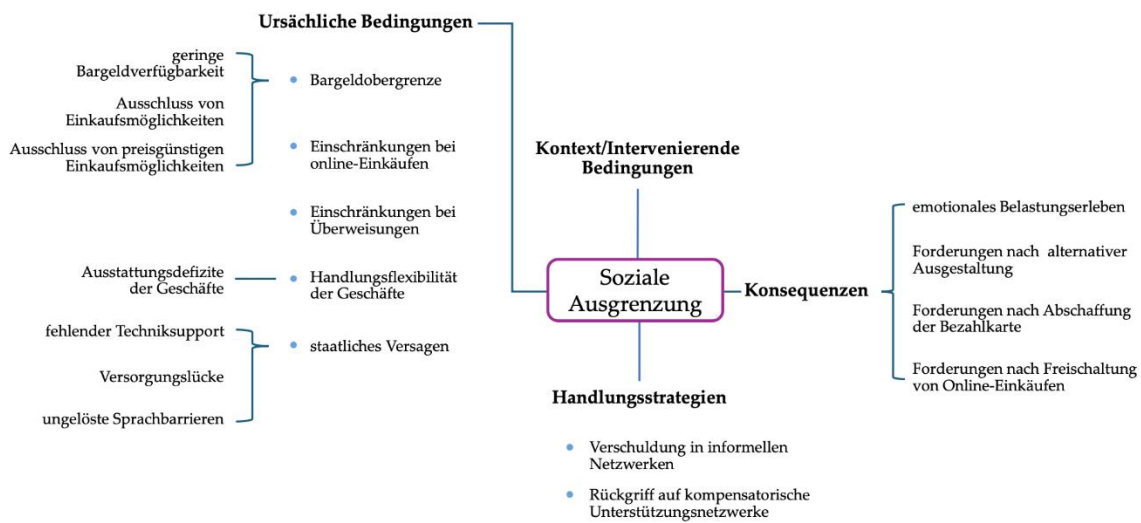 Ursächliche Bedingungen
geringe
Bargeldverfügbarkeit
Ausschluss von
Einkaufsmöglichkeiten
Ausschluss von preisgünstigen
Einkaufsmöglichkeiten
Bargeldobergrenze
Einschränkungen bei
online-Einkäufen
Einschränkungen bei
Überweisungen
Ausstattungsdefizite
der Geschäfte
Handlungsflexibilität
der Geschäfte
fehlender Techniksupport
Versorgungslücke
ungelöste Sprachbarrieren
staatliches Versagen
Kontext/Intervenierende
Bedingungen
Soziale
Ausgrenzung
Konsequenzen
emotionales Belastungserleben
Forderungen nach alternativer
Ausgestaltung
Forderungen nach Abschaffung
der Bezahlkarte
Forderungen nach Freischaltung
von Online-Einkäufen
Handlungsstrategien
Verschuldung in informellen
Netzwerken
Rückgriff auf kompensatorische
Unterstützungsnetzwerke